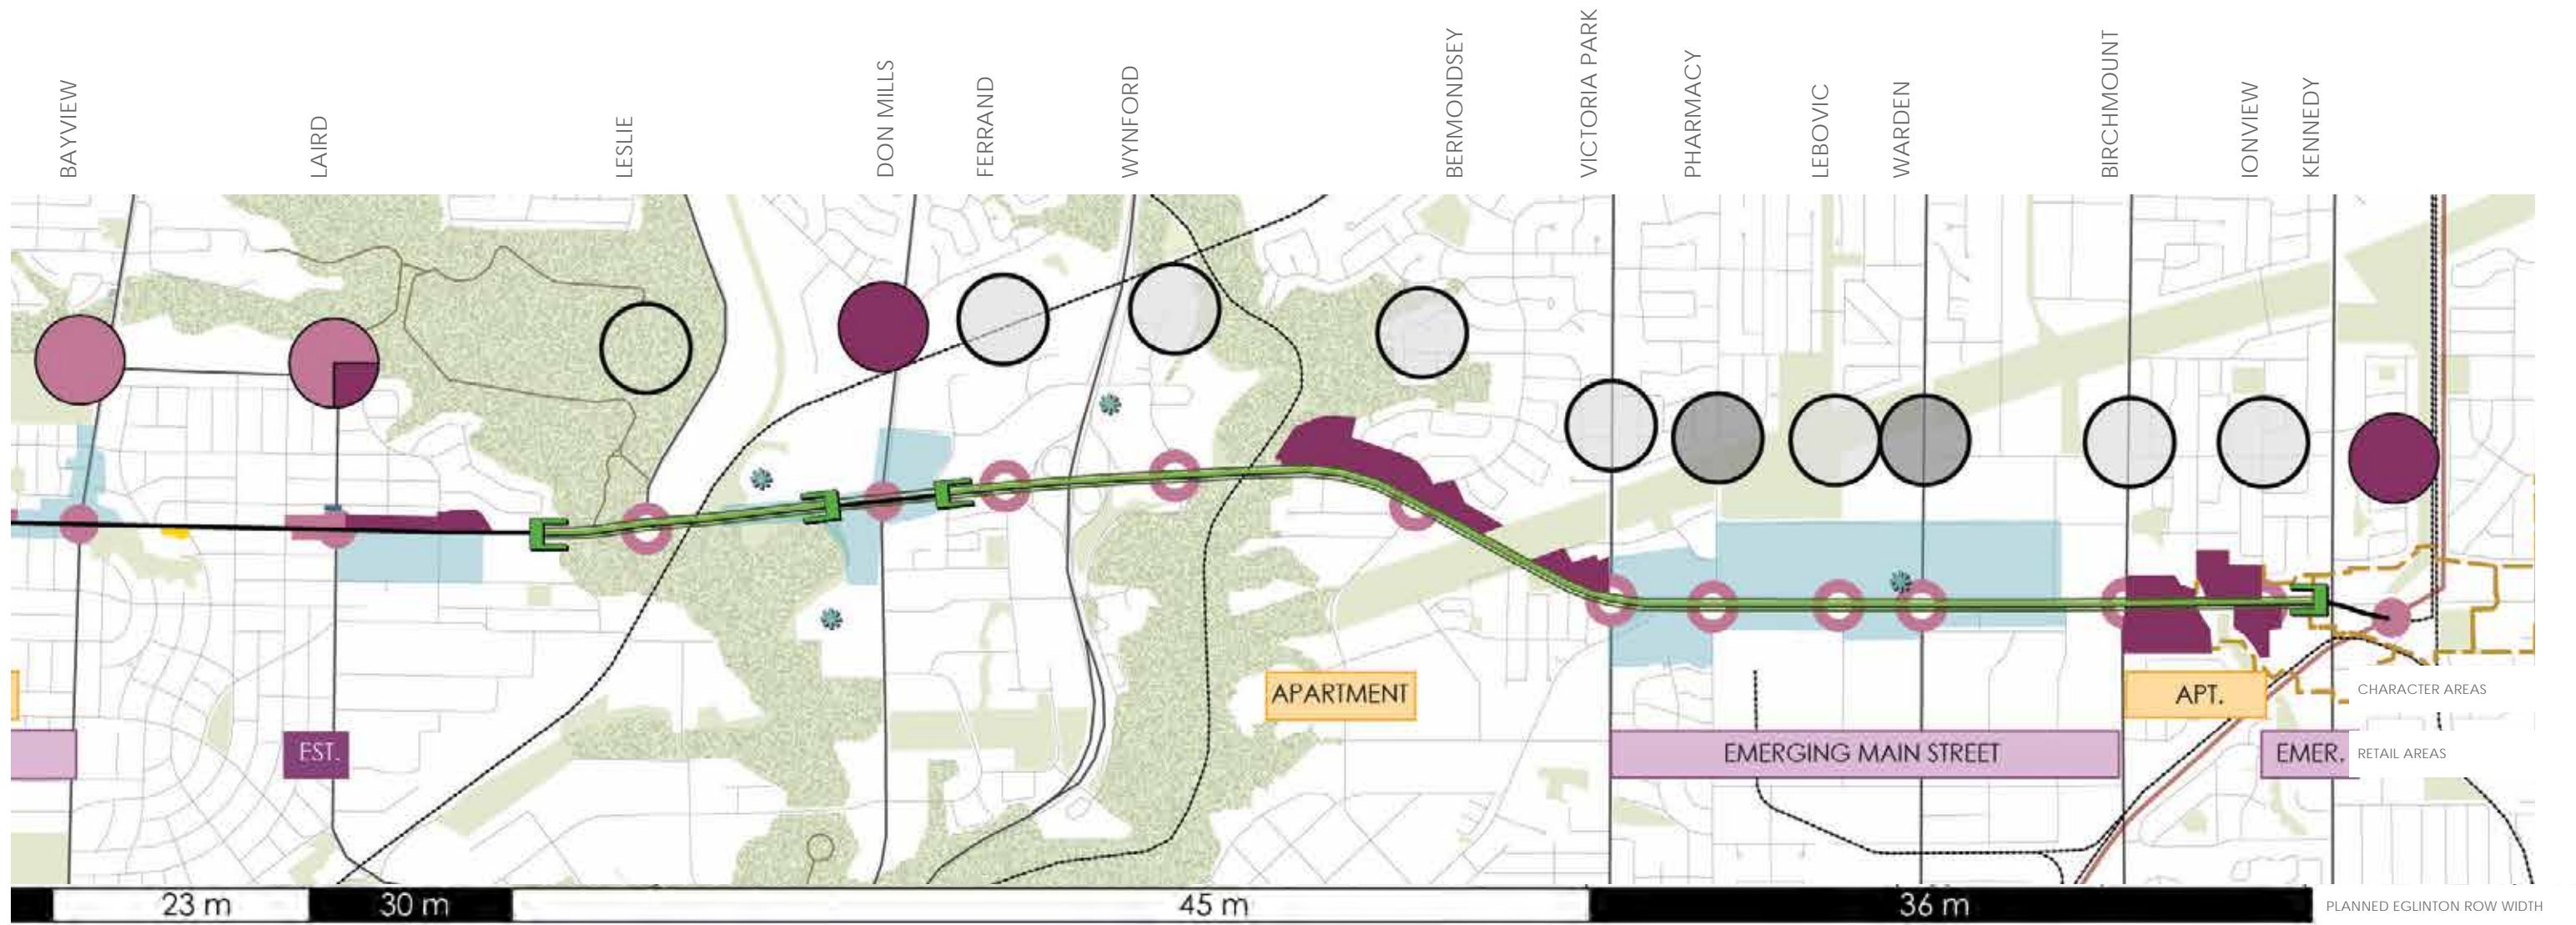 BAYVIEW
LAIRD
LESLIE
DON MILLS
FERRAND
WYNFORD
BERMONDSEY
VICTORIA PARK
PHARMACY
LEBOVIC
WARDEN
BIRCHMOUNT
IONVIEW
KENNEDY
APARTMENT
APT.
CHARACTER AREAS
EST.
EMERGING MAIN STREET
EMER.
RETAIL AREAS
23 m
30 m
45 m
36 m
PLANNED EGLINTON ROW WIDTH